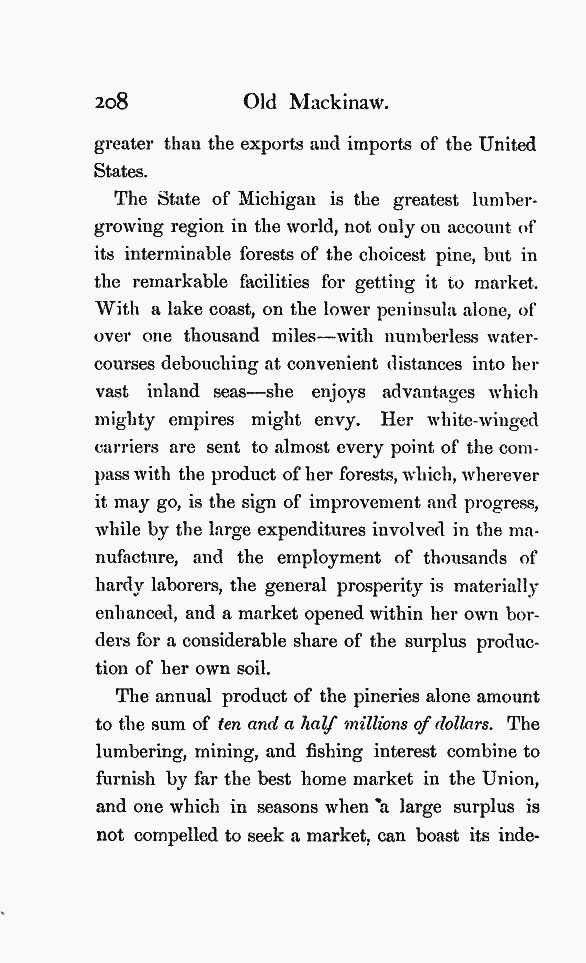 208 Old Mackinaw.
greater than the exports and imports of the United
States.
The State of Michigan is the greatest lumber-
growing region in the world, not only on account of
its interminable forests of the choicest pine, but in
the remarkable facilities for getting it to market.
With a lake coast, on the lower peninsula alone, of
over one thousand miles—with numberless water-
courses debouching at convenient distances into her
vast inland seas—she enjoys advantages which
mighty empires might envy. Her white-winged
carriers are sent to almost every point of the com-
pass with the product of her forests, which, wherever
it may go, is the sign of improvement and progress,
while by the large expenditures involved in the ma-
nufacture, and the employment of thousands of
hardy laborers, the general prosperity is materially
enhanced, and a market opened within her own bor-
ders for a considerable share of the surplus produc-
tion of her own soil.
The annual product of the pineries alone amount
to the sum of ten and a half millions of dollars. The
lumbering, mining, and fishing interest combine to
furnish by far the best home market in the Union,
and one which in seasons when a large surplus is
not compelled to seek a market, can boast its inde-